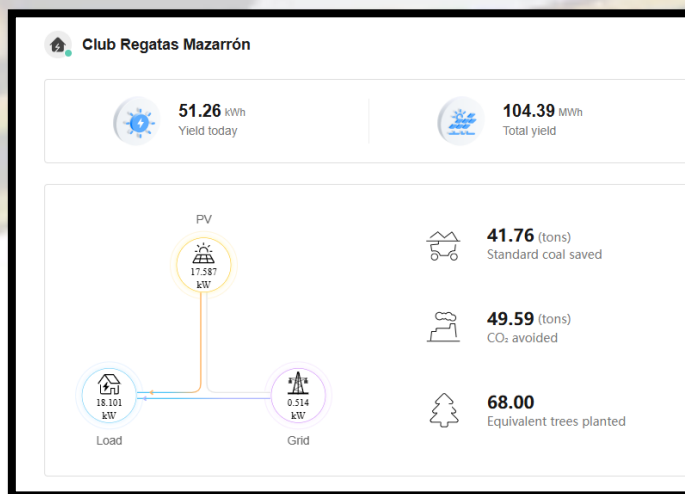 Club Regatas Mazarrón
51.26 kWh
Yield today
104.39 MWh
Total yield
PV
17.587
kW
18.101
kW
Load
0.514
kW
Grid
41.76 (tons)
Standard coal saved
49.59 (tons)
CO₂ avoided
68.00
Equivalent trees planted